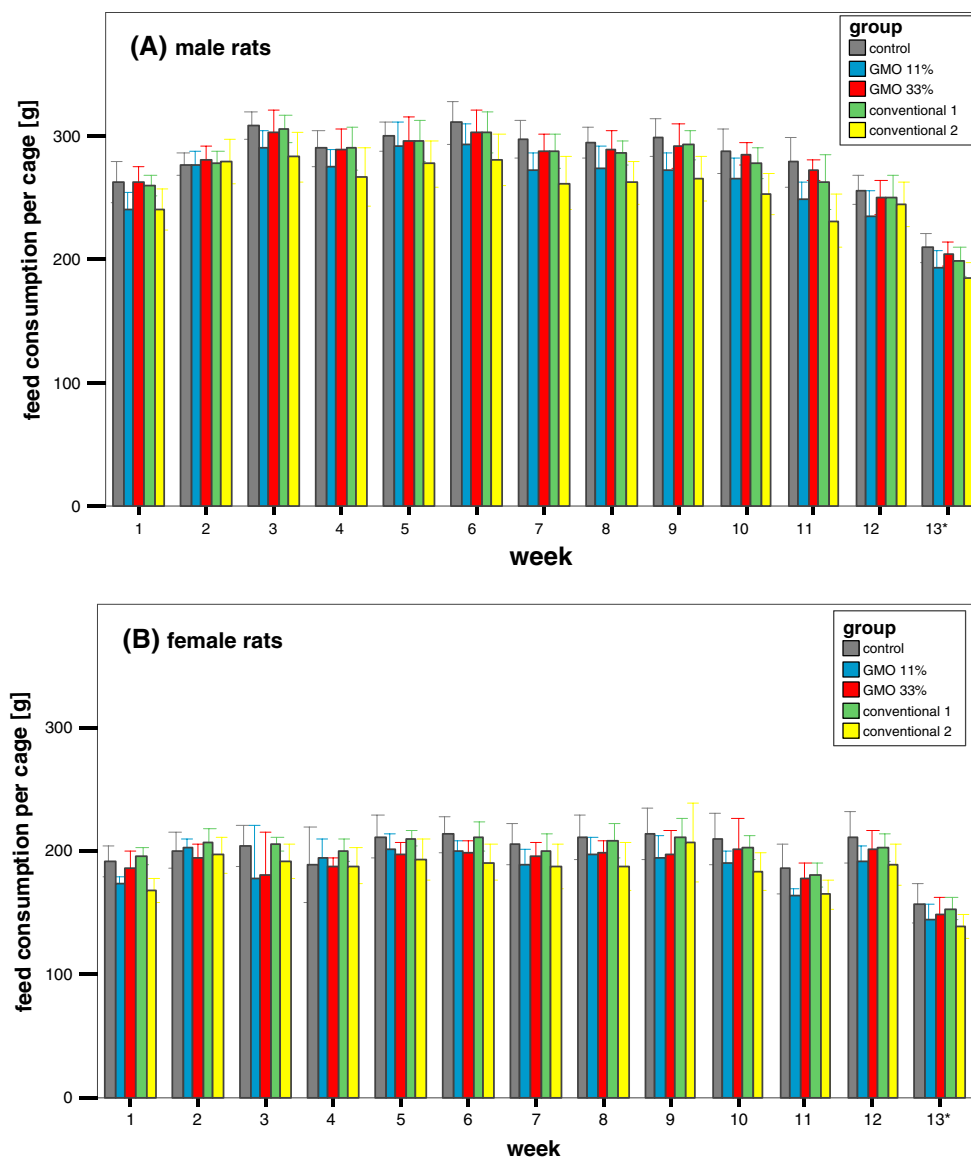 (A) male rats
group
control
GMO 11%
GMO 33%
conventional 1
conventional 2
feed consumption per cage [g]
300
200
100
0
1 2 3 4 5 6 7 8 9 10 11 12 13*
week
(B) female rats
group
control
GMO 11%
GMO 33%
conventional 1
conventional 2
feed consumption per cage [g]
300
200
100
0
1 2 3 4 5 6 7 8 9 10 11 12 13*
week